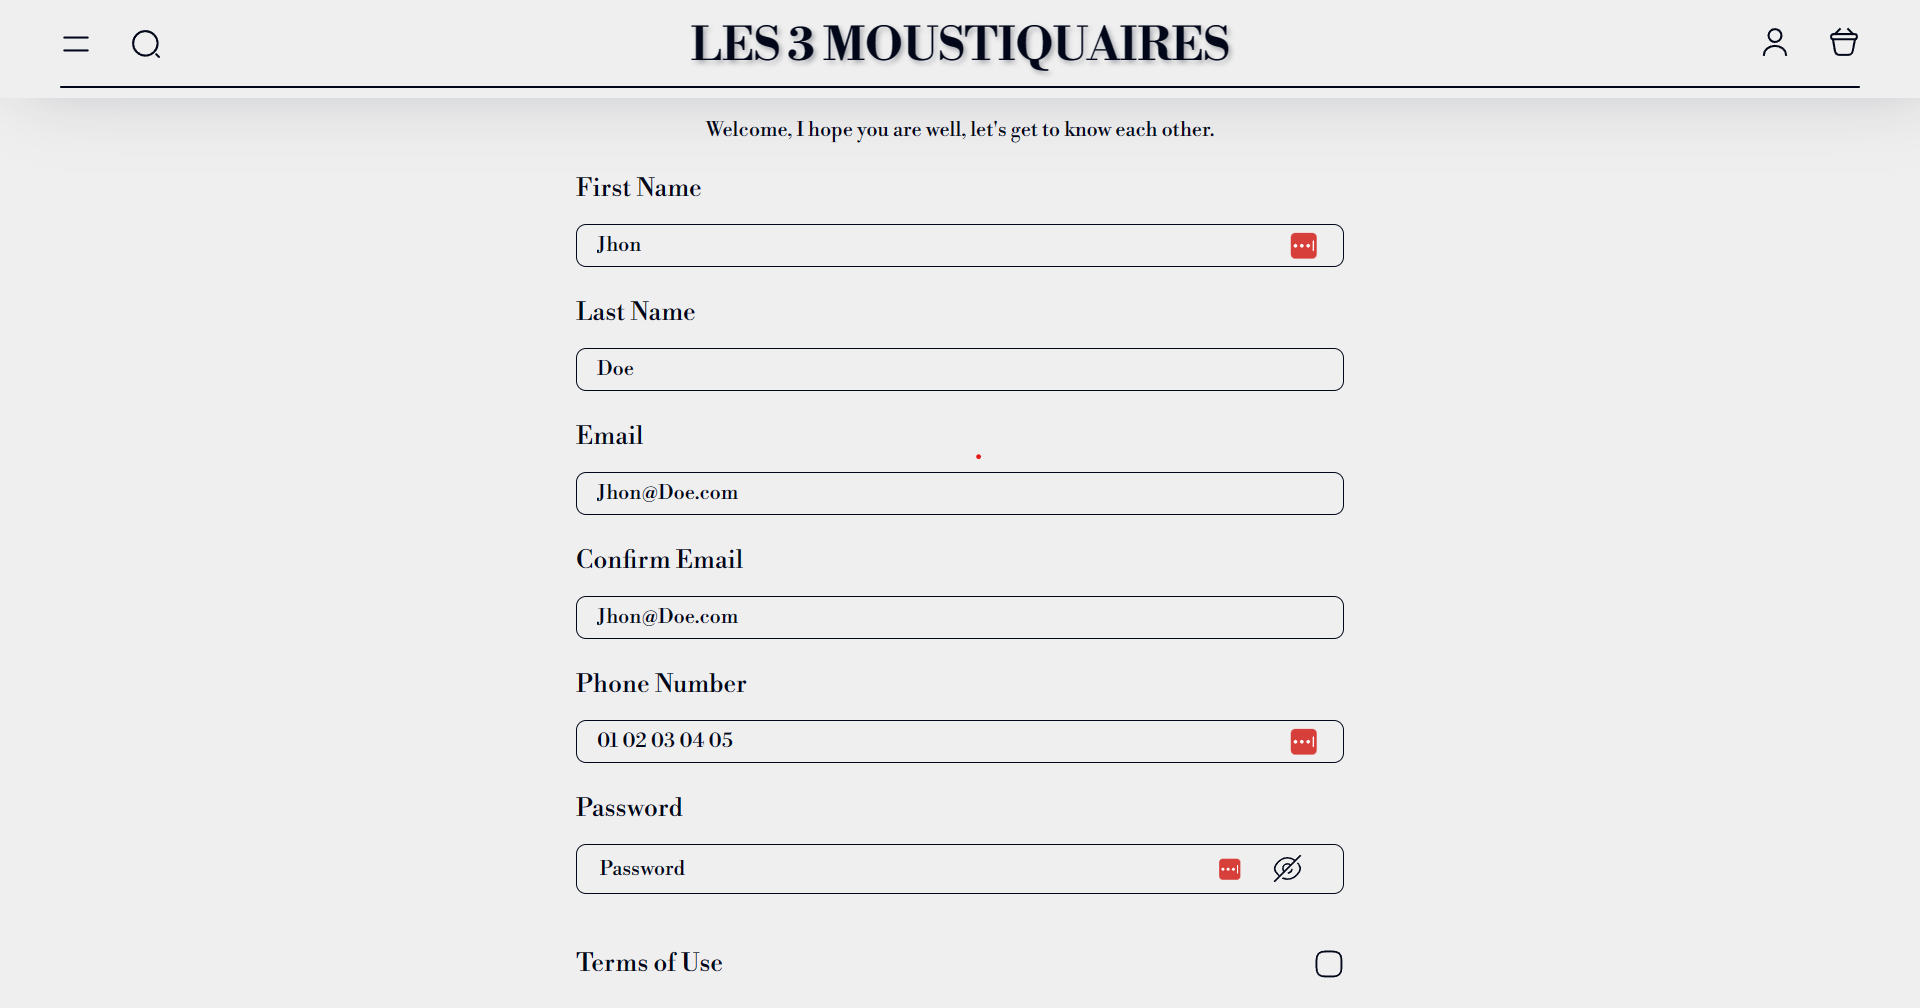 LES 3 MOUSTIQUAIRES
Welcome, I hope you are well, let's get to know each other.
First Name
Jhon
Last Name
Doe
Email
Jhon@Doe.com
Confirm Email
Jhon@Doe.com
Phone Number
01 02 03 04 05
Password
Password
Terms of Use